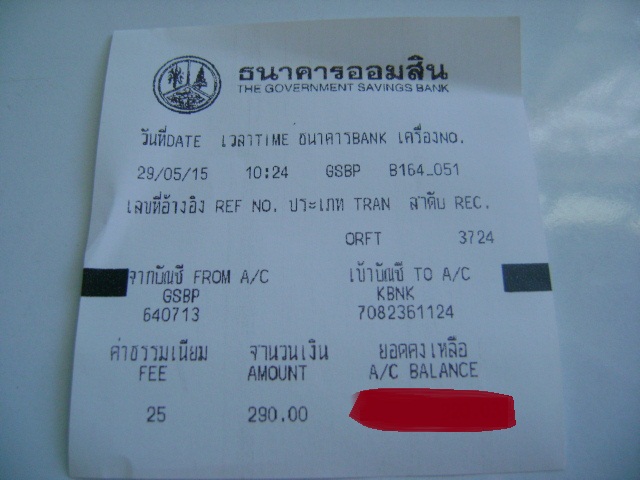 ธนาคารออมสิน
THE GOVERNMENT SAVINGS BANK
วันที่DATE เวลาTIME ธนาคารBANK เครื่องNO.
29/05/15 10:24 GSBP B164_051
เลขที่อ้างอิง REF NO. ประเภท TRAN ลำดับ REC.
ORFT 3724
จากบัญชี FROM A/C เข้าบัญชี TO A/C
GSBP KBNK
640713 7082361124
ค่าธรรมเนียม จำนวนเงิน ยอดคงเหลือ
FEE AMOUNT A/C BALANCE
25 290.00